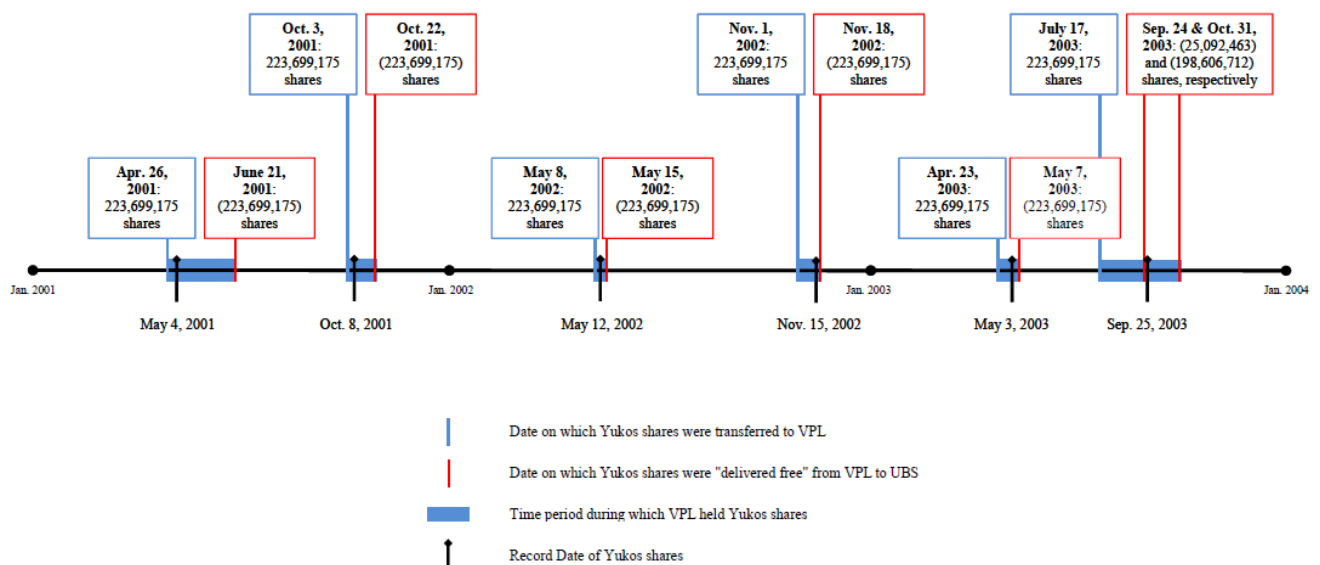 Oct. 3,
2001:
223,699,175
shares
Oct. 22,
2001:
(223,699,175)
shares
Nov. 1,
2002:
223,699,175
shares
Nov. 18,
2002:
(223,699,175)
shares
July 17,
2003:
223,699,175
shares
Sep. 24 & Oct. 31,
2003: (25,092,463)
and (198,606,712)
shares, respectively
Apr. 26,
2001:
223,699,175
shares
June 21,
2001:
(223,699,175)
shares
May 8,
2002:
223,699,175
shares
May 15,
2002:
(223,699,175)
shares
Apr. 23,
2003:
223,699,175
shares
May 7,
2003:
(223,699,175)
shares
Jan. 2001
Jan. 2002
Jan. 2003
Jan. 2004
May 4, 2001
Oct. 8, 2001
May 12, 2002
Nov. 15, 2002
May 3, 2003
Sep. 25, 2003
Date on which Yukos shares were transferred to VPL
Date on which Yukos shares were "delivered free" from VPL to UBS
Time period during which VPL held Yukos shares
Record Date of Yukos shares